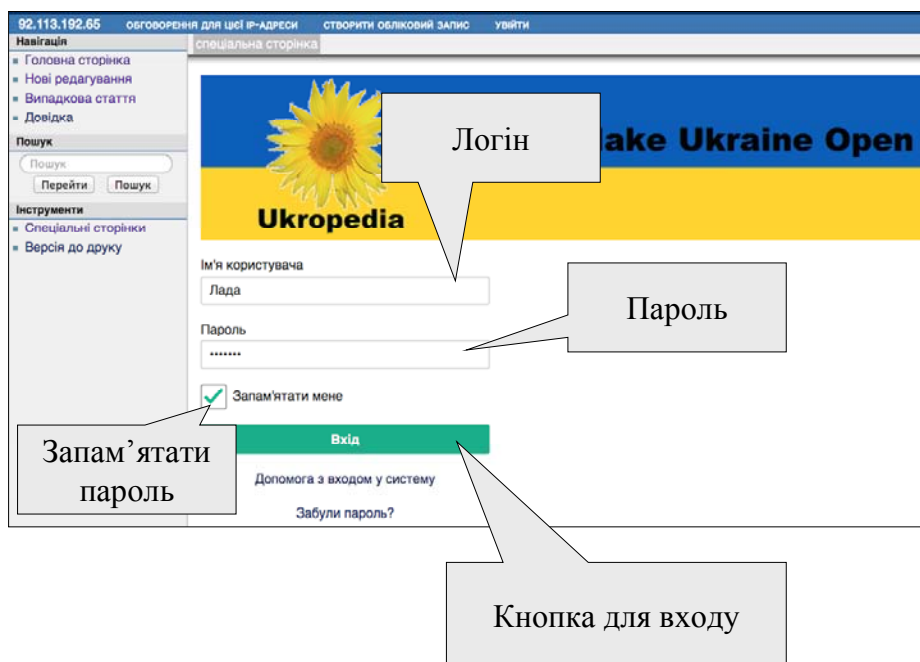 92.113.192.65 ОБГОВОРЕННЯ ДЛЯ ЦІЄЇ IP-АДРЕСИ СТВОРИТИ ОБЛІКОВИЙ ЗАПИС УВІЙТИ
Навігація
Головна сторінка
Нові редагування
Випадкова стаття
Довідка
Пошук
Пошук
Перейти Пошук
Інструменти
Спеціальні сторінки
Версія до друку
спеціальна сторінка
ake Ukraine Open
Ukropedia
Логін
Ім'я користувача
Лада
Пароль
Пароль
•••••••
Запам'ятати мене
Запам’ятати
пароль
Вхід
Допомога з входом у систему
Забули пароль?
Кнопка для входу